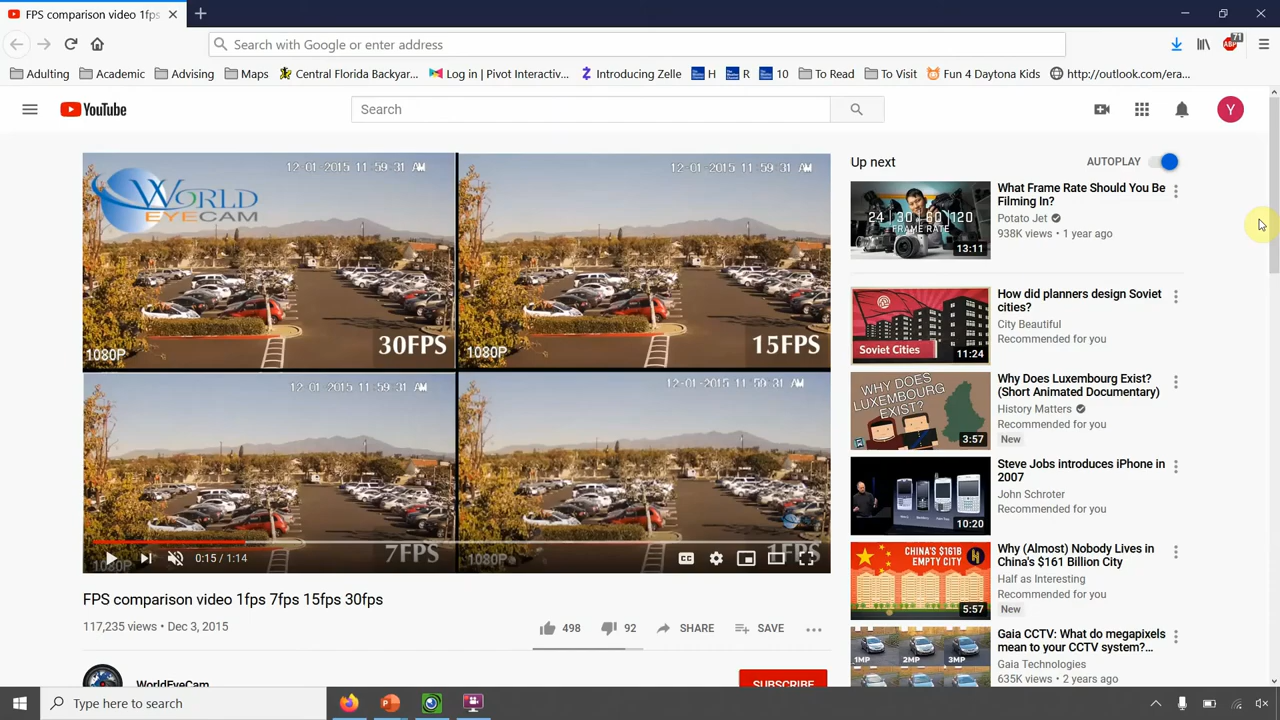 FPS comparison video 1fps
Search with Google or enter address
ABP
71
Adulting
Academic
Advising
Maps
Central Florida Backyar...
Log in | Pivot Interactiv...
Introducing Zelle
H
R
10
To Read
To Visit
Fun 4 Daytona Kids
http://outlook.com/era...
YouTube
Search
Y
12-01-2015 11:59:31 AM
WORLD
EYECAM
1080P
30FPS
12-01-2015 11:59:31 AM
1080P
15FPS
12-01-2015 11:59:31 AM
1080P
7FPS
12-01-2015 11:59:31 AM
1080P
1FPS
0:15 / 1:14
CC
FPS comparison video 1fps 7fps 15fps 30fps
117,235 views • Dec 3, 2015
498
92
SHARE
SAVE
WorldEyeCam
SUBSCRIBE
Up next
AUTOPLAY
24 | 30 | 60 | 120
FRAME RATE
13:11
What Frame Rate Should You Be
Filming In?
Potato Jet
938K views • 1 year ago
Soviet Cities
11:24
How did planners design Soviet
cities?
City Beautiful
Recommended for you
WHY DOES
LUXEMBOURG
EXIST?
3:57
Why Does Luxembourg Exist?
(Short Animated Documentary)
History Matters
Recommended for you
New
10:20
Steve Jobs introduces iPhone in
2007
John Schroter
Recommended for you
CHINA'S $161B
EMPTY CITY
5:57
Why (Almost) Nobody Lives in
China's $161 Billion City
Half as Interesting
Recommended for you
New
1MP
2MP
3MP
Gaia CCTV: What do megapixels
mean to your CCTV system?...
Gaia Technologies
635K views • 2 years ago
Type here to search